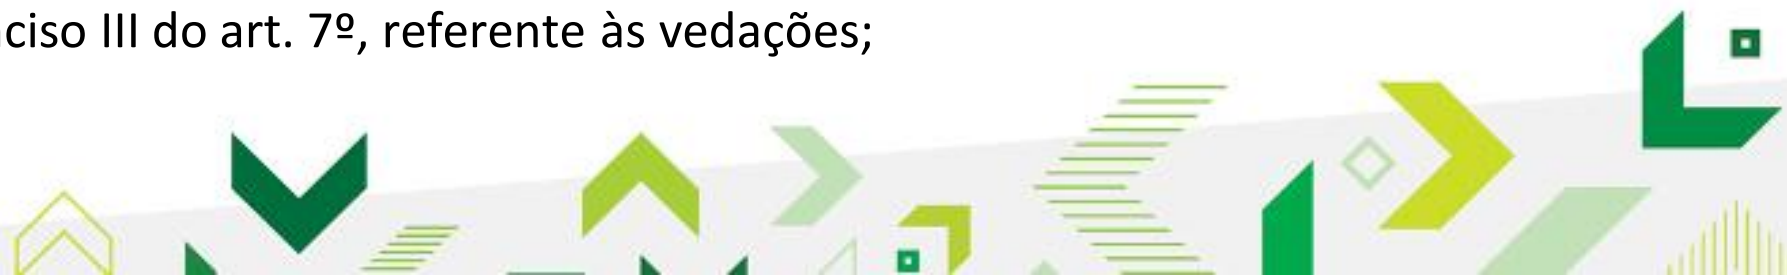 ciso III do art. 7º, referente às vedações;